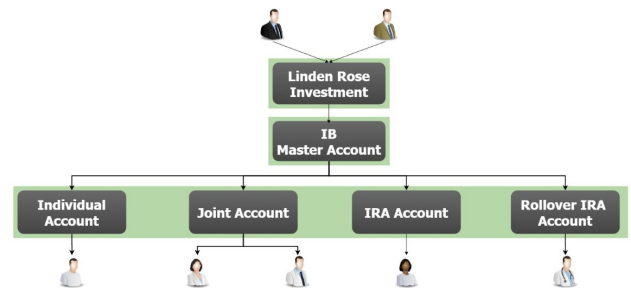 Linden Rose
Investment
IB
Master Account
Individual
Account
Joint Account
IRA Account
Rollover IRA
Account